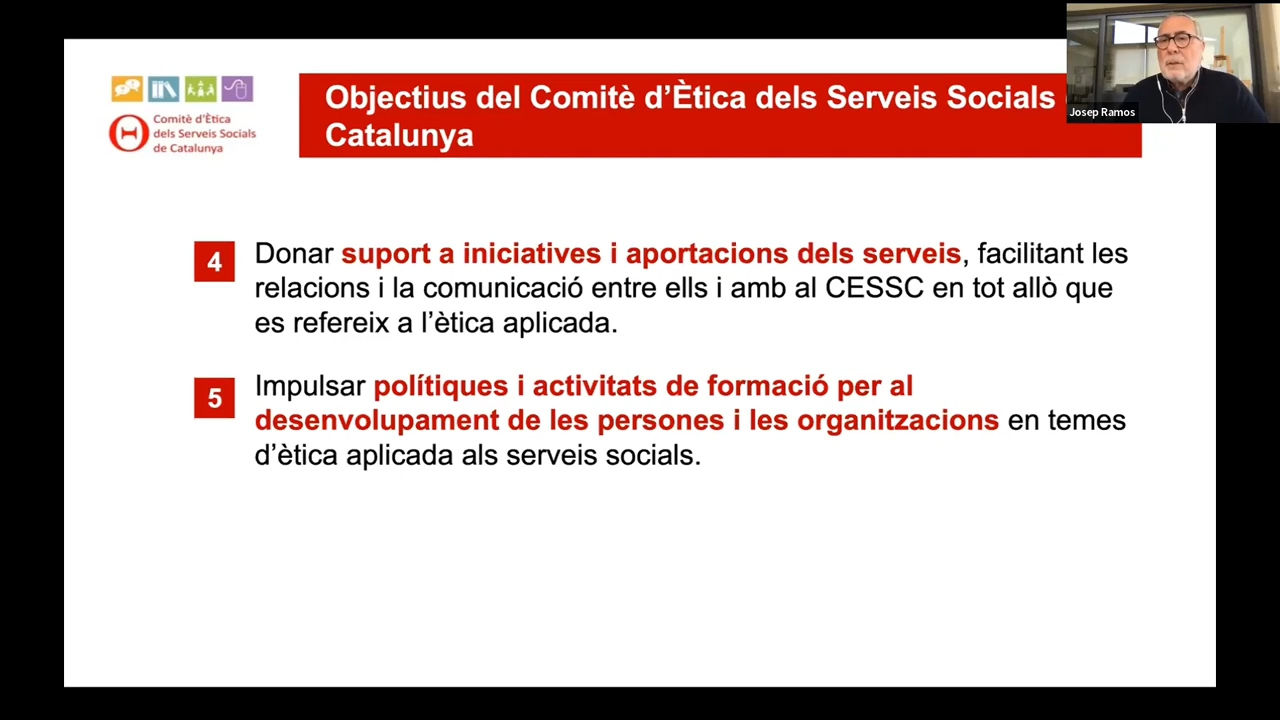 Comitè d'Ètica
dels Serveis Socials
de Catalunya
Objectius del Comitè d'Ètica dels Serveis Socials
Catalunya
Josep Ramos
4
Donar suport a iniciatives i aportacions dels serveis, facilitant les
relacions i la comunicació entre ells i amb al CESSC en tot allò que
es refereix a l'ètica aplicada.
5
Impulsar polítiques i activitats de formació per al
desenvolupament de les persones i les organitzacions en temes
d'ètica aplicada als serveis socials.